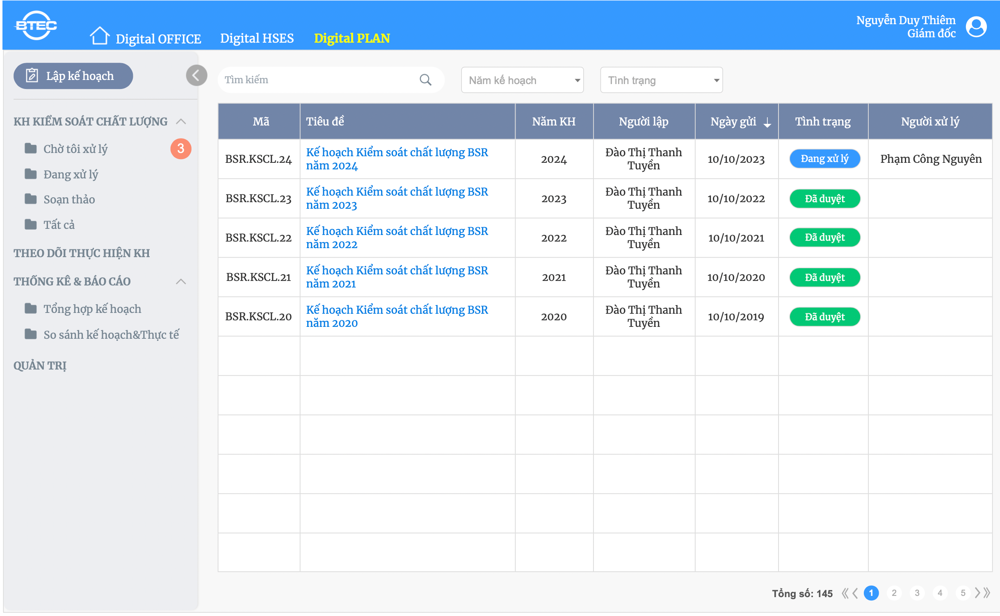 BTEC
Digital OFFICE
Digital HSES
Digital PLAN
Nguyễn Duy Thiêm
Giám đốc
Lập kế hoạch
KH KIỂM SOÁT CHẤT LƯỢNG
Chờ tôi xử lý
3
Đang xử lý
Soạn thảo
Tất cả
THEO DÕI THỰC HIỆN KH
THỐNG KÊ & BÁO CÁO
Tổng hợp kế hoạch
So sánh kế hoạch&Thực tế
QUẢN TRỊ
Tìm kiếm
Năm kế hoạch
Tình trạng
Mã Tiêu đề Năm KH Người lập Ngày gửi Tình trạng Người xử lý
BSR.KSCL.24
Kế hoạch Kiểm soát chất lượng BSR
năm 2024
2024
Đào Thị Thanh
Tuyền
10/10/2023
Đang xử lý
Phạm Công Nguyên
BSR.KSCL.23
Kế hoạch Kiểm soát chất lượng BSR
năm 2023
2023
Đào Thị Thanh
Tuyền
10/10/2022
Đã duyệt
BSR.KSCL.22
Kế hoạch Kiểm soát chất lượng BSR
năm 2022
2022
Đào Thị Thanh
Tuyền
10/10/2021
Đã duyệt
BSR.KSCL.21
Kế hoạch Kiểm soát chất lượng BSR
năm 2021
2021
Đào Thị Thanh
Tuyền
10/10/2020
Đã duyệt
BSR.KSCL.20
Kế hoạch Kiểm soát chất lượng BSR
năm 2020
2020
Đào Thị Thanh
Tuyền
10/10/2019
Đã duyệt
Tổng số: 145
1 2 3 4 5